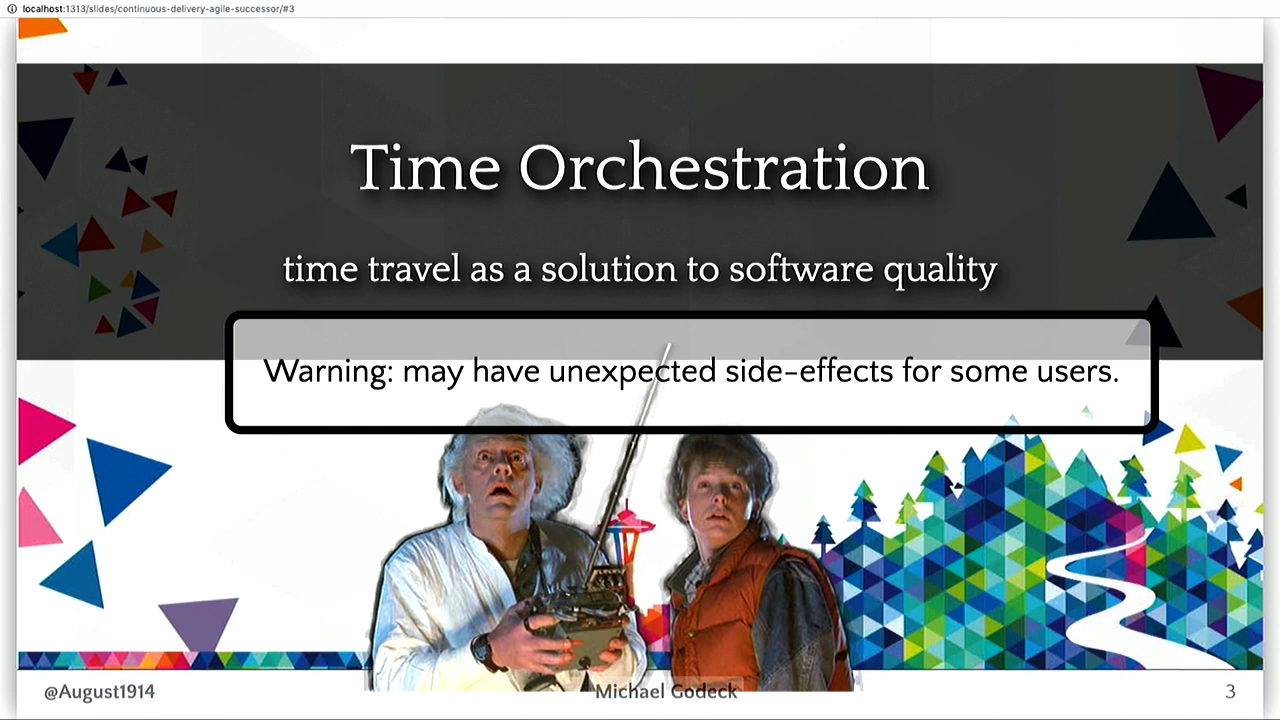 localhost:1313/slides/continuous-delivery-agile-successor/#3
Time Orchestration
time travel as a solution to software quality
Warning: may have unexpected side-effects for some users.
@August1914
Michael Godeck
3